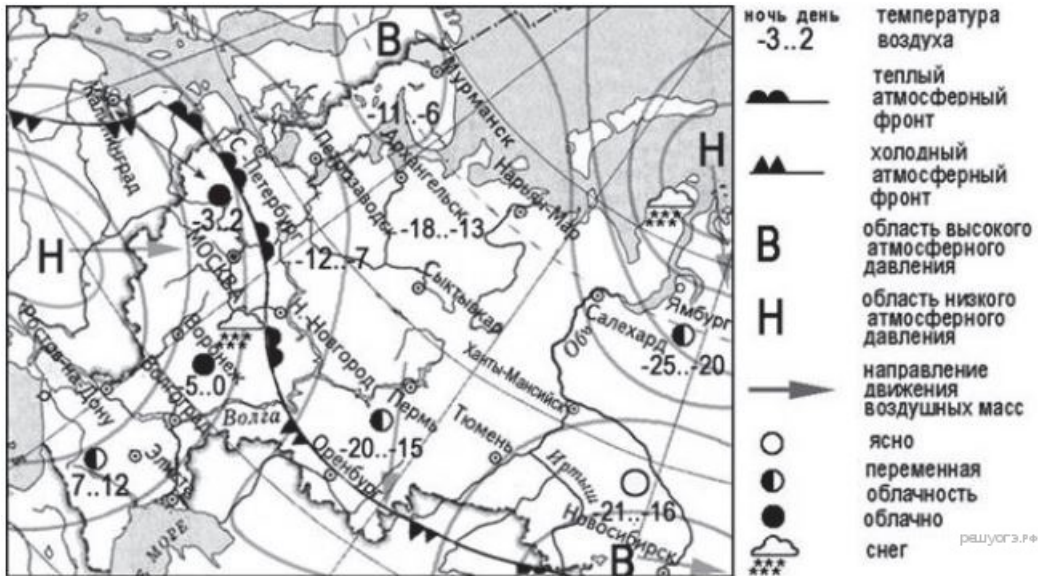 В
Мурманск
-11..-6
Калининград
С-Петербург
Петрозаводск
Архангельск
Нарьян-Мар
Н
-3..2
-18..-13
Н
МОСКВА
-12..-7
Сыктывкар
Ямбург
Салехард
Обь
-25..-20
Н. Новгород
Воронеж
Ростов-на-Дону
Волгоград
5..0
Ханты-Мансийск
Пермь
Тюмень
Волга
-20..-15
Оренбург
Иртыш
Элиста
7..12
-21..-16
Новосибирск
МОРЕ
В
ночь день
-3..2
температура
воздуха
теплый
атмосферный
фронт
холодный
атмосферный
фронт
В
область высокого
атмосферного
давления
Н
область низкого
атмосферного
давления
направление
движения
воздушных масс
ясно
переменная
облачность
облачно
снег
решуогэ.рф